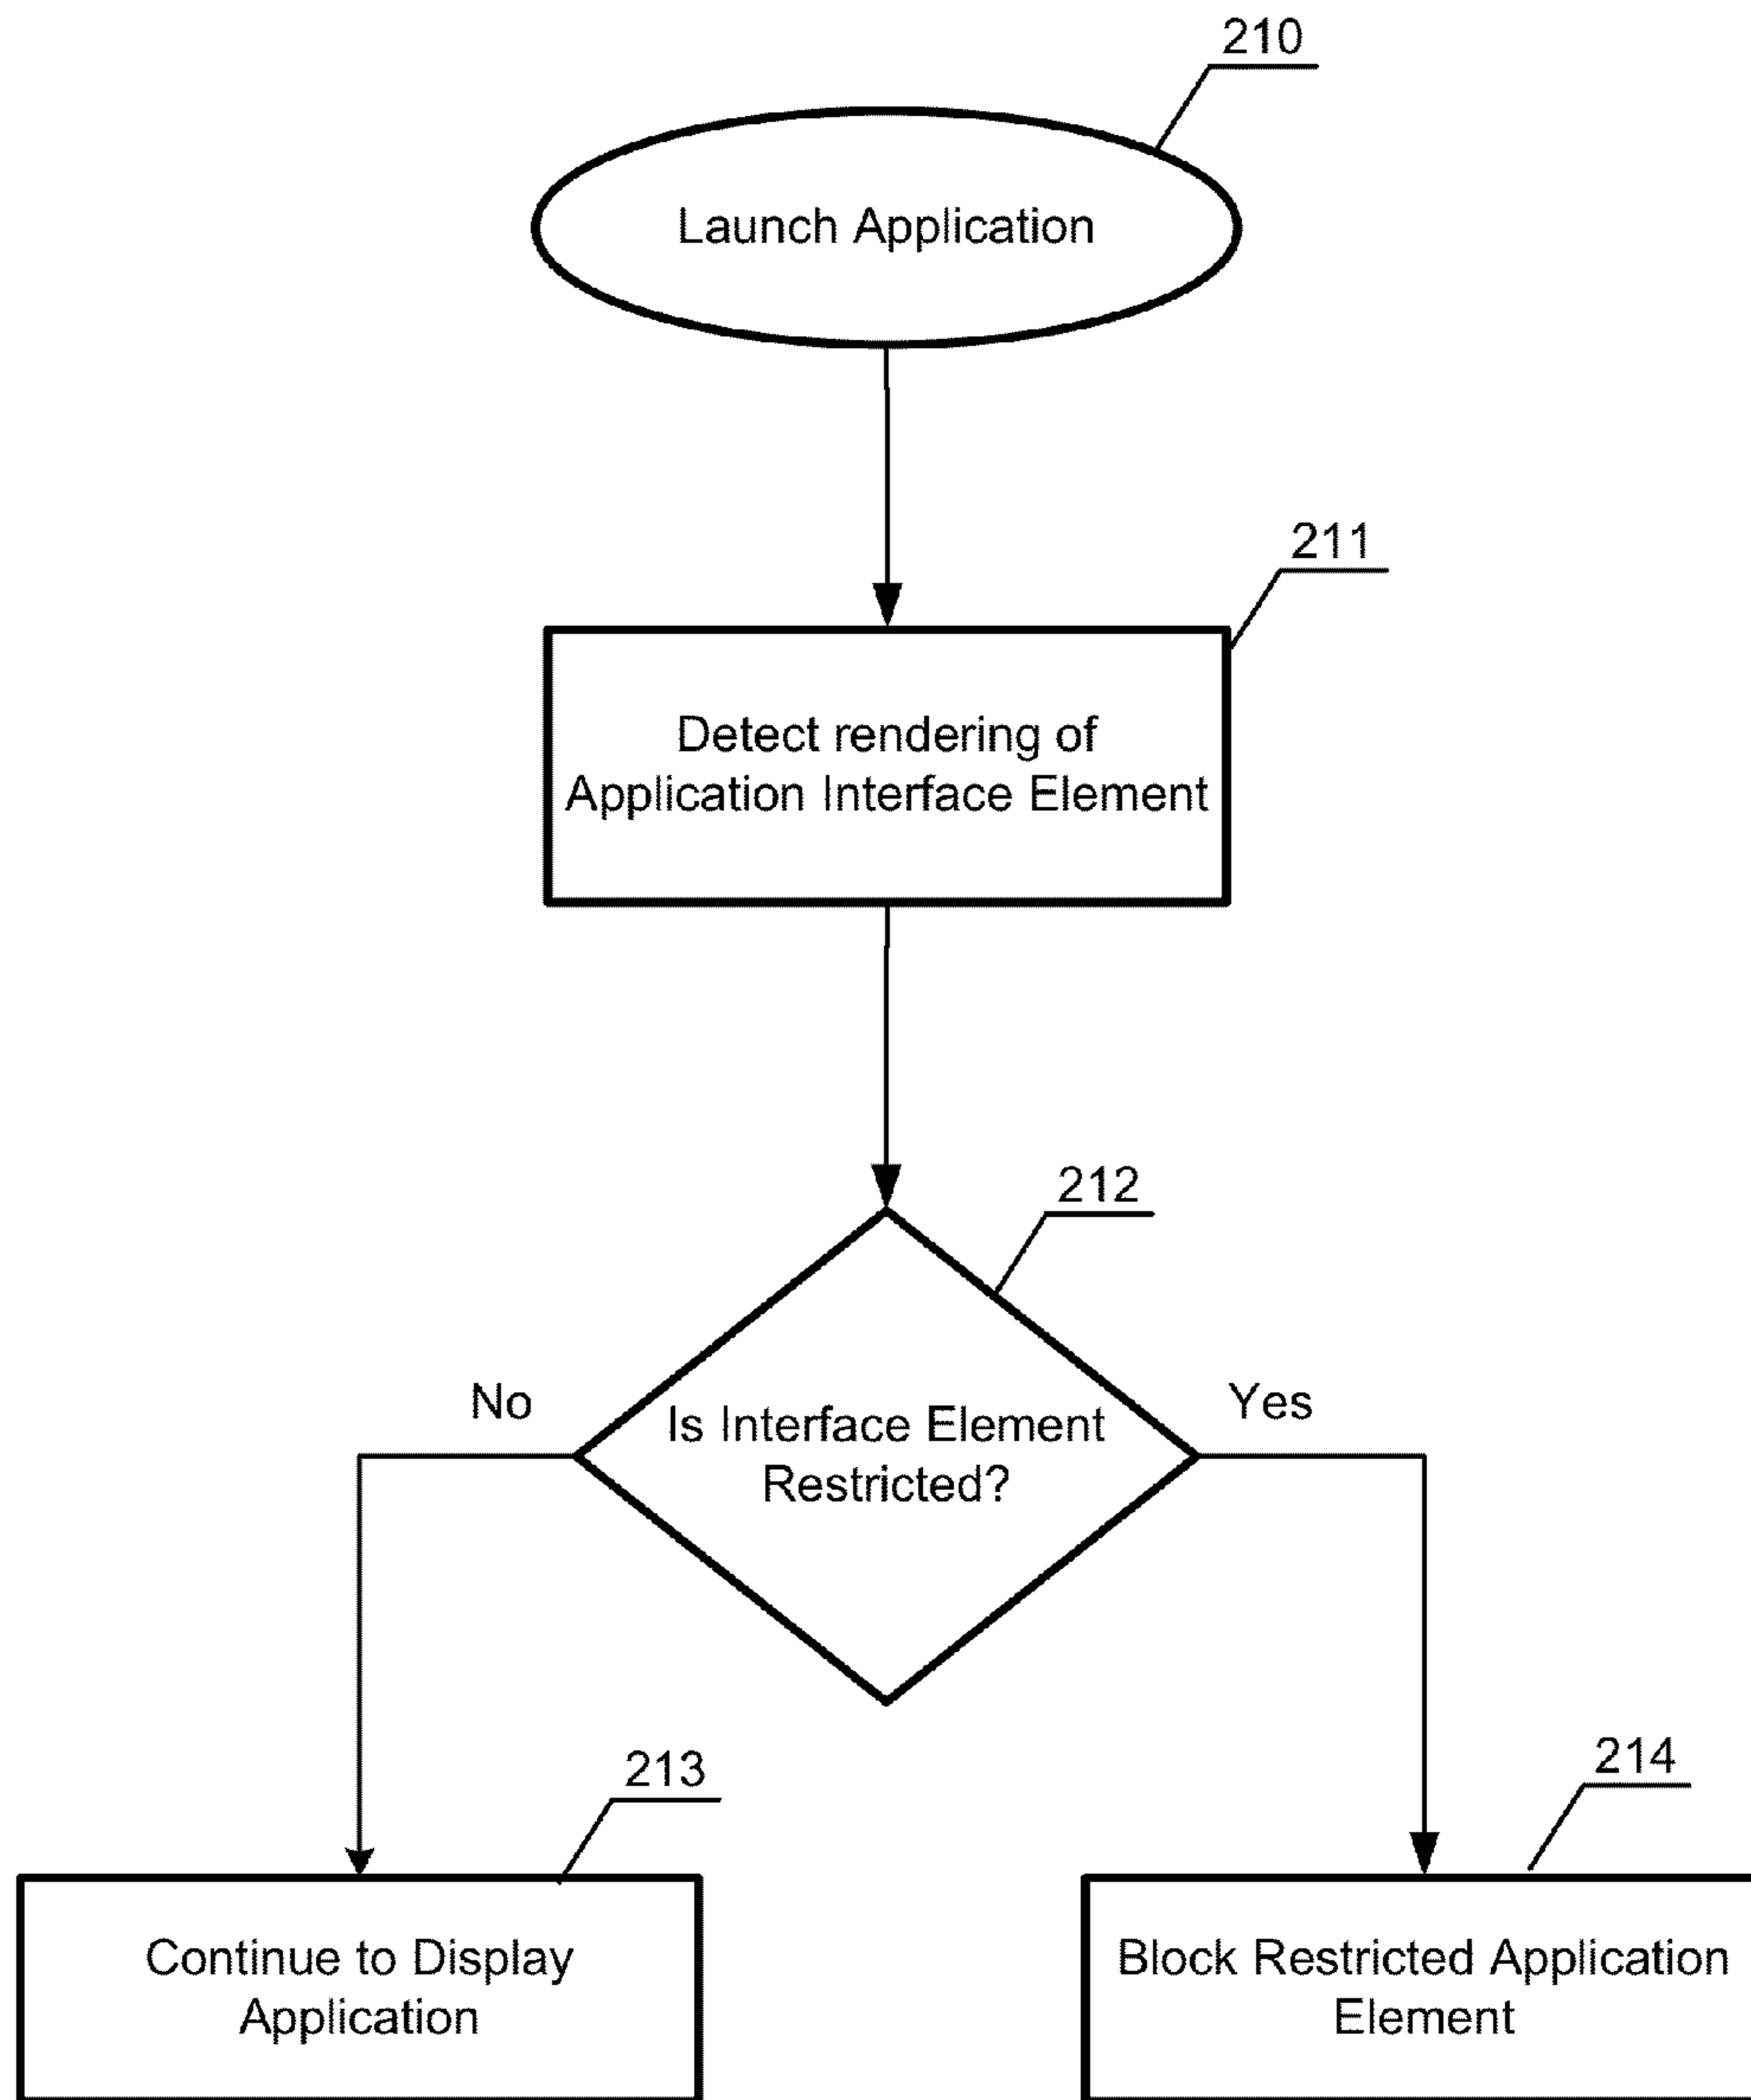 210
Launch Application
211
Detect rendering of
Application Interface Element
212
No
Yes
Is Interface Element
Restricted?
213
214
Continue to Display
Application
Block Restricted Application
Element